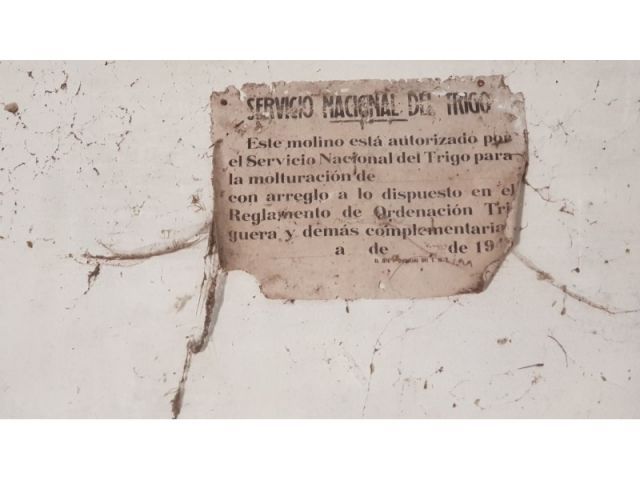 SERVICIO NACIONAL DEL TRIGO
Este molino está autorizado por
el Servicio Nacional del Trigo para
la molturación de
con arreglo a lo dispuesto en el
Reglamento de Ordenación Tri
guera y demás complementaria
a de de 19